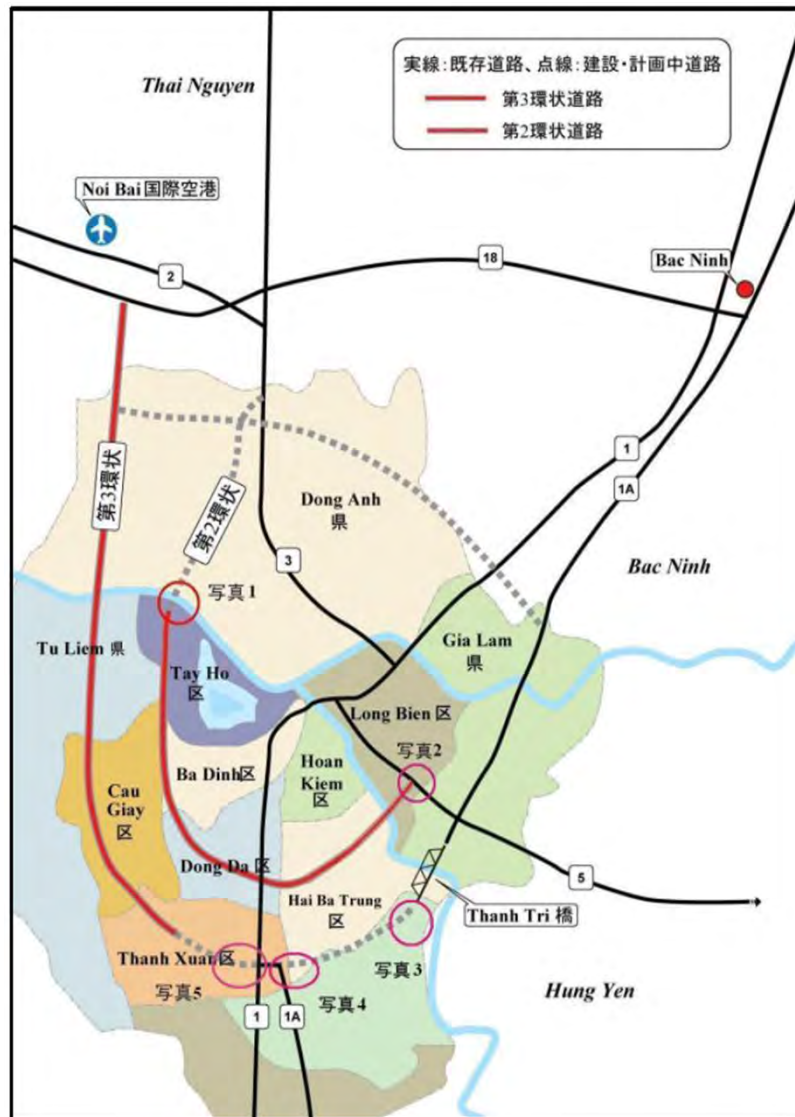 実線:既存道路、点線:建設・計画中道路
第3環状道路
第2環状道路
Thai Nguyen
Noi Bai国際空港
2
18
Bac Ninh
第3環状
第2環状
Dong Anh
県
1
1A
3
Bac Ninh
写真1
Tu Liem 県
Tay Ho
区
Gia Lam
県
Long Bien 区
写真2
Ba Dinh区
Hoan
Kiem
区
Cau
Giay
区
Dong Da 区
5
Hai Ba Trung
区
Thanh Tri 橋
Thanh Xuan 区
写真3
写真5
写真4
Hung Yen
1
1A